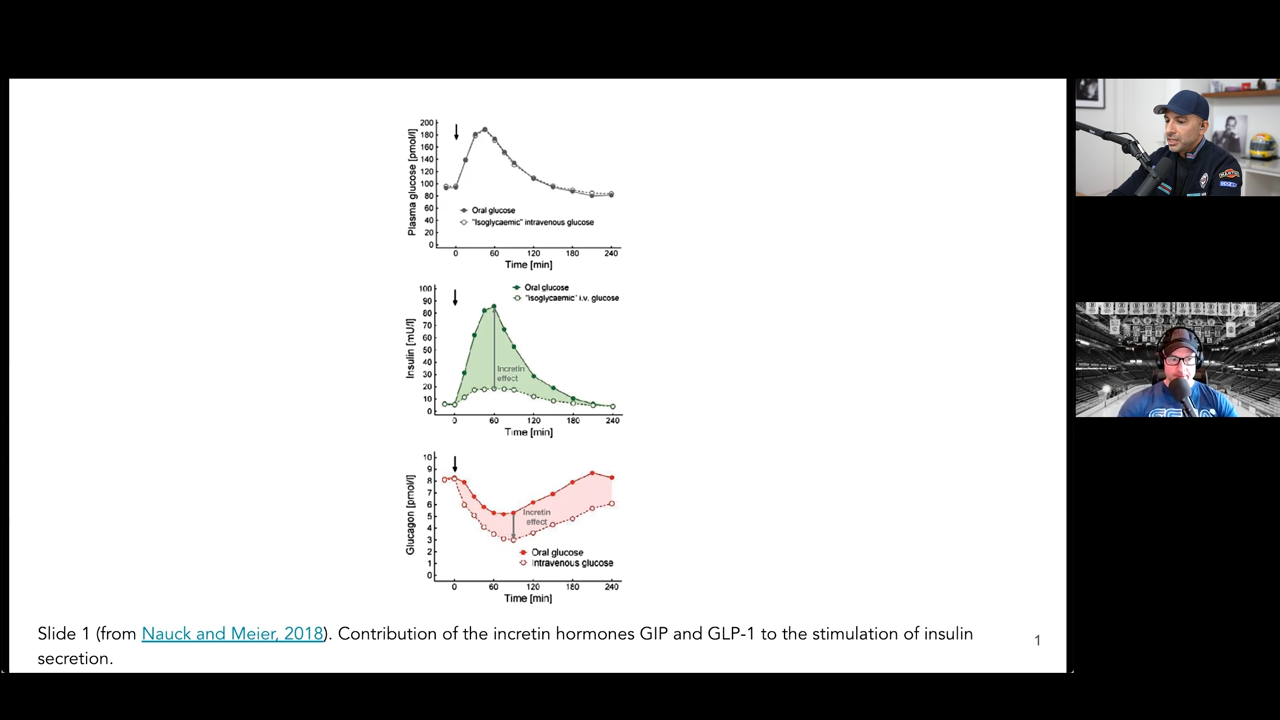 200
180
160
140
120
100
80
60
40
20
0
Plasma glucose [pmol/l]
Oral glucose
"Isoglycaemic" intravenous glucose
0 60 120 180 240
Time [min]
100
90
80
70
60
50
40
30
20
10
0
Insulin [mU/l]
Oral glucose
"Isoglycaemic" i.v. glucose
Incretin
effect
0 60 120 180 240
Time [min]
10
9
8
7
6
5
4
3
2
1
0
Glucagon [pmol/l]
Incretin
effect
Oral glucose
Intravenous glucose
0 60 120 180 240
Time [min]
Slide 1 (from Nauck and Meier, 2018). Contribution of the incretin hormones GIP and GLP-1 to the stimulation of insulin
secretion.
1